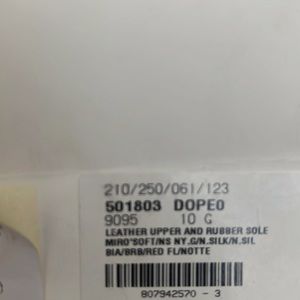 210/250/061/123
501803 DOPE0
9095 10 G
LEATHER UPPER AND RUBBER SOLE
MIRO'SOFT/NS NY.G/N.SILK/N.SIL
BIA/BRB/RED FL/NOTTE
807942570 - 3